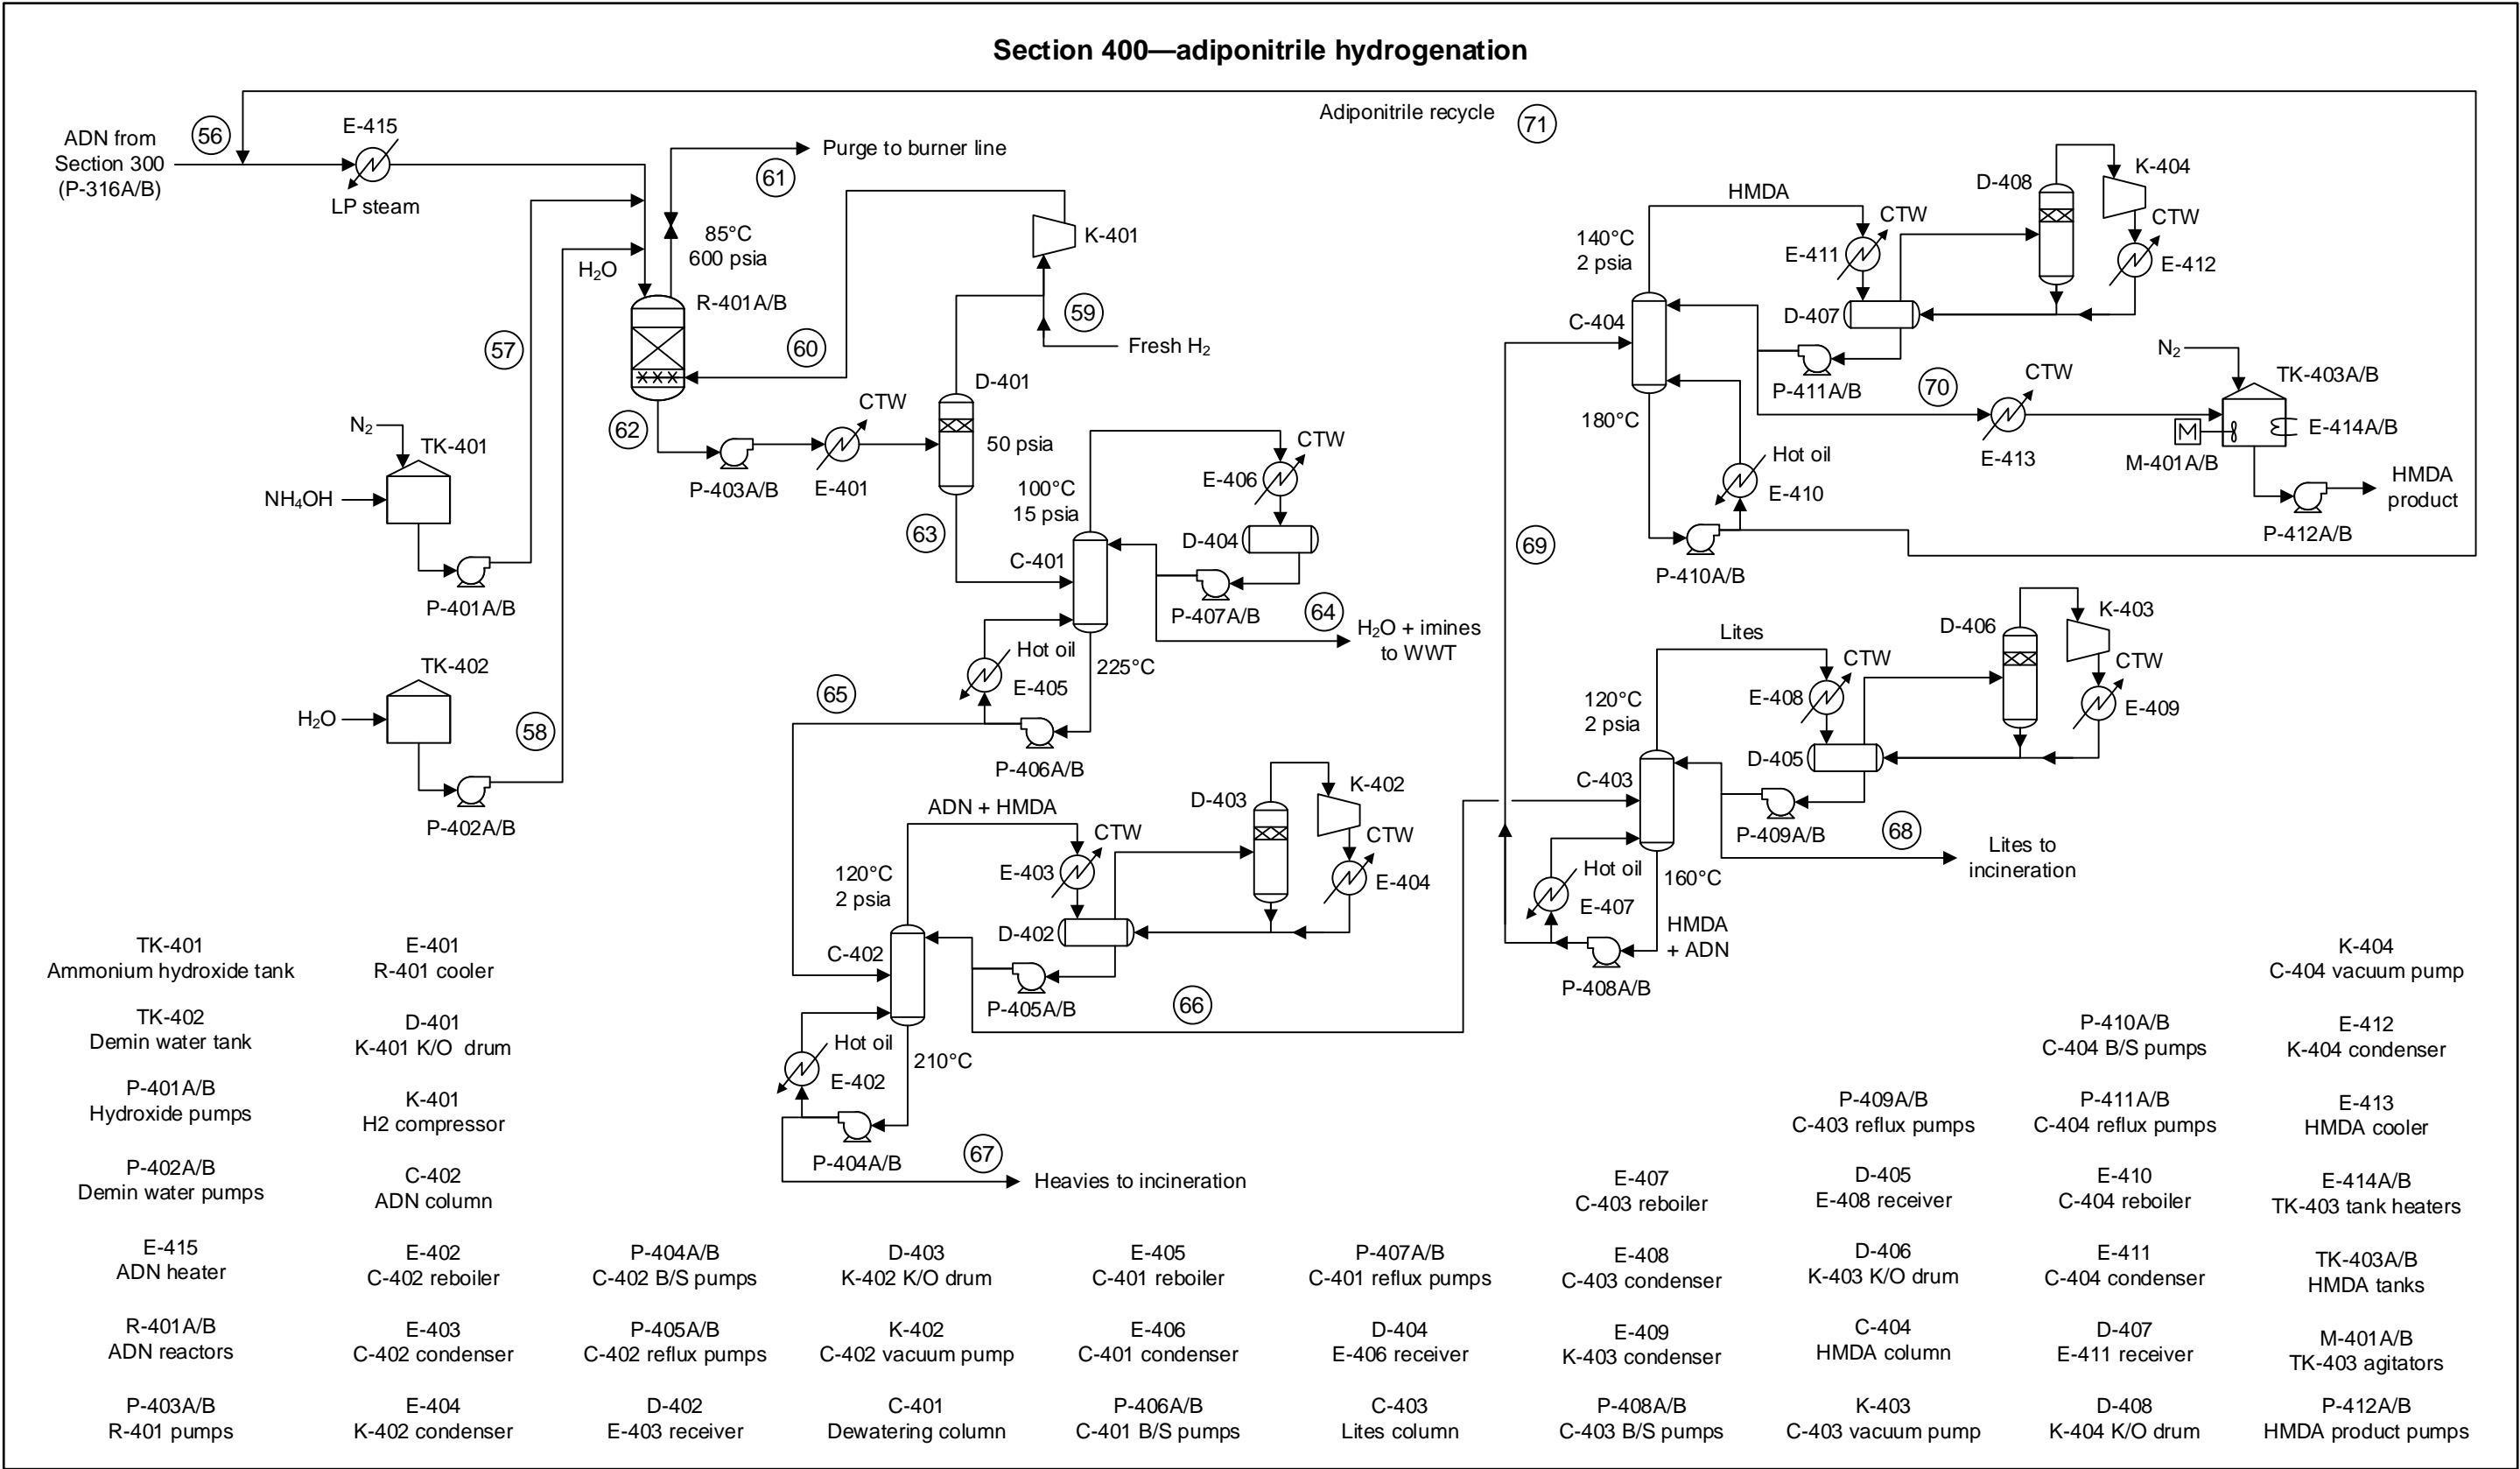 Section 400—adiponitrile hydrogenation
Adiponitrile recycle
71
56
ADN from
Section 300
(P-316A/B)
E-415
LP steam
Purge to burner line
61
85°C
600 psia
H₂O
R-401A/B
57
60
K-401
59
Fresh H₂
D-401
50 psia
62
CTW
P-403A/B
E-401
N₂
TK-401
NH₄OH
P-401A/B
TK-402
H₂O
58
P-402A/B
63
100°C
15 psia
CTW
E-406
D-404
C-401
P-407A/B
64
H₂O + imines
to WWT
Hot oil
E-405
225°C
65
P-406A/B
ADN + HMDA
120°C
2 psia
CTW
E-403
D-402
C-402
P-405A/B
D-403
K-402
CTW
E-404
66
Hot oil
E-402
210°C
P-404A/B
67
Heavies to incineration
HMDA
140°C
2 psia
CTW
E-411
D-407
C-404
P-411A/B
D-408
K-404
CTW
E-412
180°C
Hot oil
E-410
P-410A/B
69
70
CTW
E-413
N₂
TK-403A/B
M
E-414A/B
M-401A/B
HMDA
product
P-412A/B
Lites
120°C
2 psia
CTW
E-408
D-405
C-403
P-409A/B
D-406
K-403
CTW
E-409
68
Lites to
incineration
Hot oil
E-407
160°C
HMDA
+ ADN
P-408A/B
TK-401
Ammonium hydroxide tank
TK-402
Demin water tank
P-401A/B
Hydroxide pumps
P-402A/B
Demin water pumps
E-415
ADN heater
R-401A/B
ADN reactors
P-403A/B
R-401 pumps
E-401
R-401 cooler
D-401
K-401 K/O drum
K-401
H2 compressor
C-402
ADN column
E-402
C-402 reboiler
E-403
C-402 condenser
E-404
K-402 condenser
P-404A/B
C-402 B/S pumps
P-405A/B
C-402 reflux pumps
D-402
E-403 receiver
D-403
K-402 K/O drum
K-402
C-402 vacuum pump
C-401
Dewatering column
E-405
C-401 reboiler
E-406
C-401 condenser
P-406A/B
C-401 B/S pumps
P-407A/B
C-401 reflux pumps
D-404
E-406 receiver
C-403
Lites column
E-407
C-403 reboiler
E-408
C-403 condenser
E-409
K-403 condenser
P-408A/B
C-403 B/S pumps
P-409A/B
C-403 reflux pumps
D-405
E-408 receiver
D-406
K-403 K/O drum
C-404
HMDA column
K-403
C-403 vacuum pump
P-410A/B
C-404 B/S pumps
P-411A/B
C-404 reflux pumps
E-410
C-404 reboiler
E-411
C-404 condenser
D-407
E-411 receiver
D-408
K-404 K/O drum
K-404
C-404 vacuum pump
E-412
K-404 condenser
E-413
HMDA cooler
E-414A/B
TK-403 tank heaters
TK-403A/B
HMDA tanks
M-401A/B
TK-403 agitators
P-412A/B
HMDA product pumps